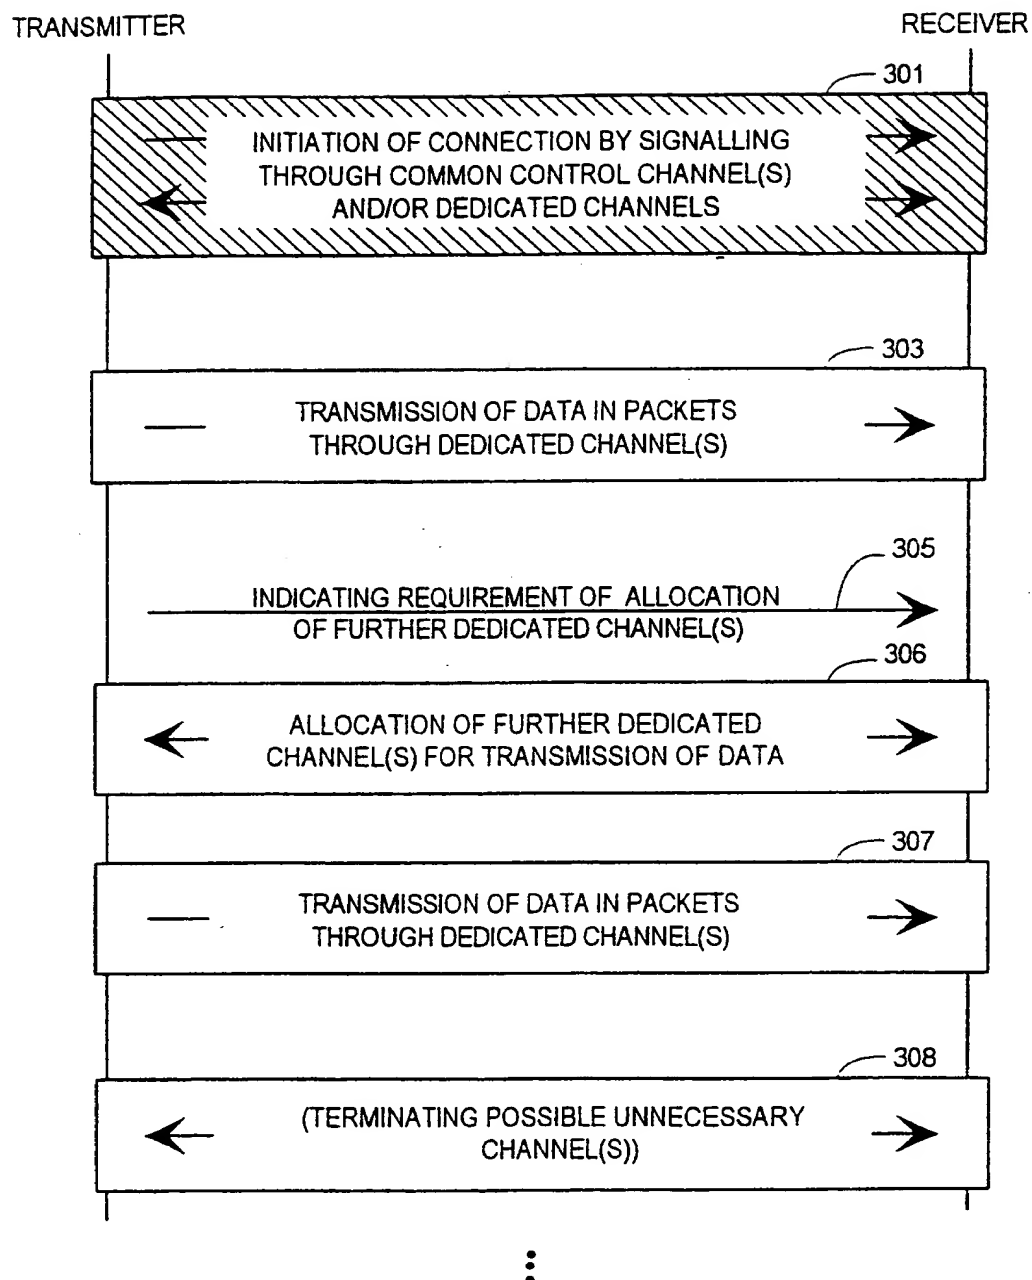 TRANSMITTER
RECEIVER
301
INITIATION OF CONNECTION BY SIGNALLING
THROUGH COMMON CONTROL CHANNEL(S)
AND/OR DEDICATED CHANNELS
303
TRANSMISSION OF DATA IN PACKETS
THROUGH DEDICATED CHANNEL(S)
305
INDICATING REQUIREMENT OF ALLOCATION
OF FURTHER DEDICATED CHANNEL(S)
306
ALLOCATION OF FURTHER DEDICATED
CHANNEL(S) FOR TRANSMISSION OF DATA
307
TRANSMISSION OF DATA IN PACKETS
THROUGH DEDICATED CHANNEL(S)
308
(TERMINATING POSSIBLE UNNECESSARY
CHANNEL(S))